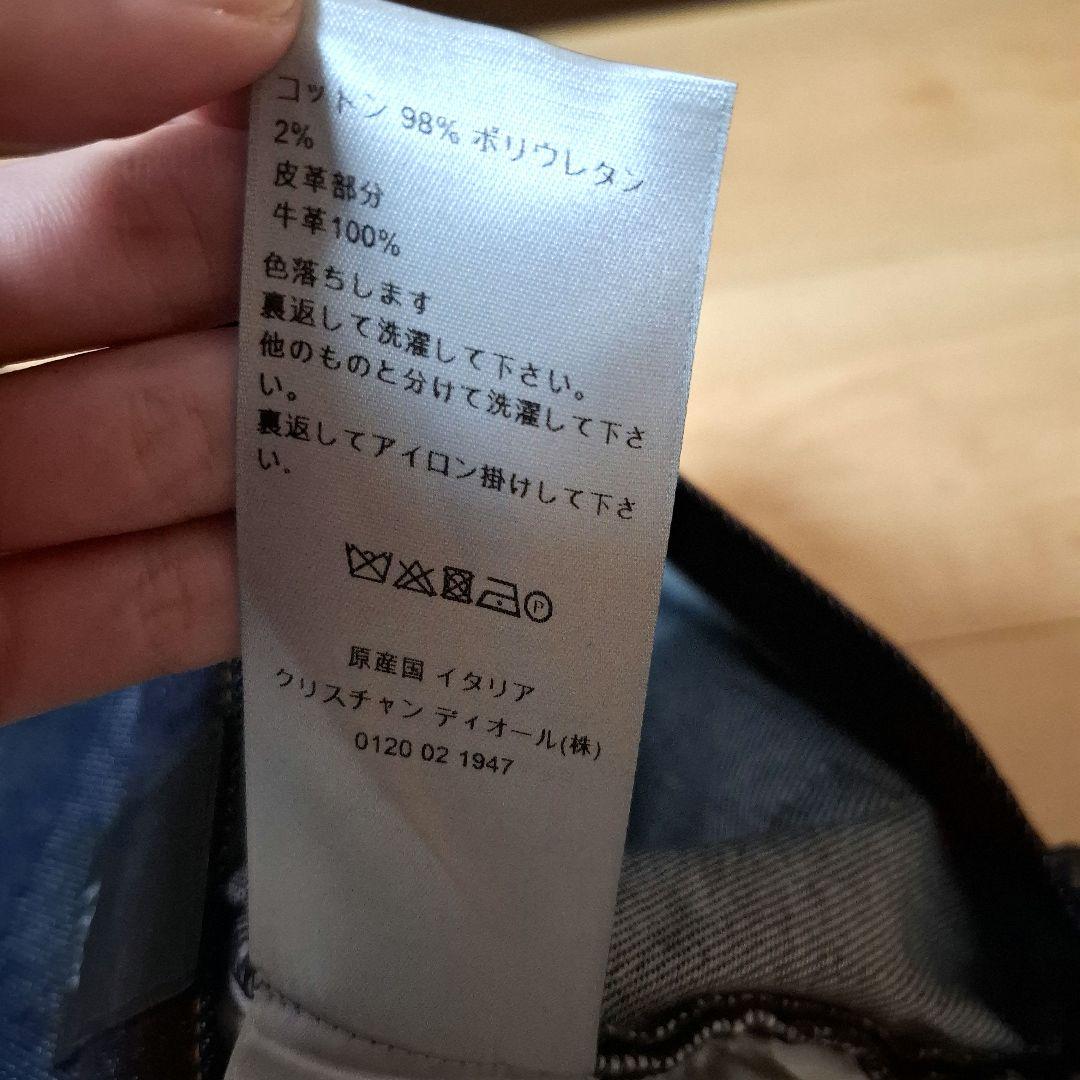 コットン 98% ポリウレタン
2%
皮革部分
牛革100%
色落ちします
裏返して洗濯して下さい。
他のものと分けて洗濯して下さ
い。
裏返してアイロン掛けして下さ
い.
P
原産国 イタリア
クリスチャン ディオール(株)
0120 02 1947